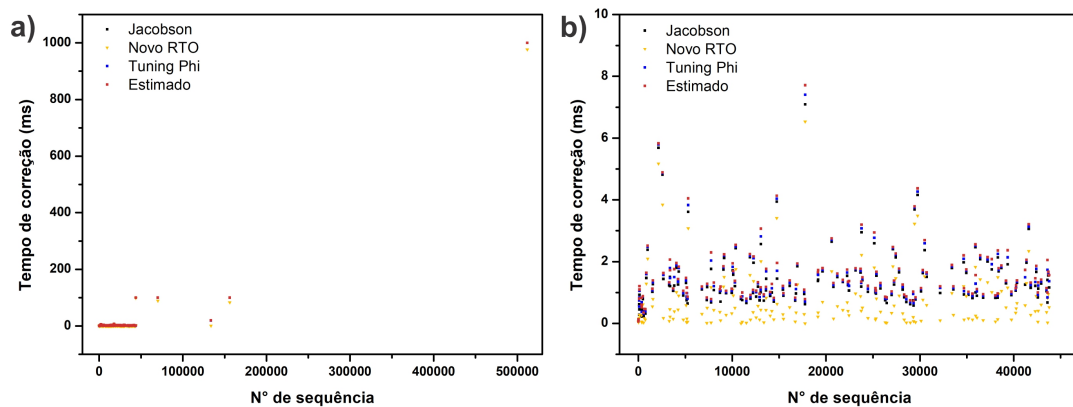 a)
Jacobson
Novo RTO
Tuning Phi
Estimado
Tempo de correção (ms)
1000
800
600
400
200
0
0
100000
200000
300000
400000
500000
N° de sequência
b)
Jacobson
Novo RTO
Tuning Phi
Estimado
Tempo de correção (ms)
10
8
6
4
2
0
0
10000
20000
30000
40000
N° de sequência